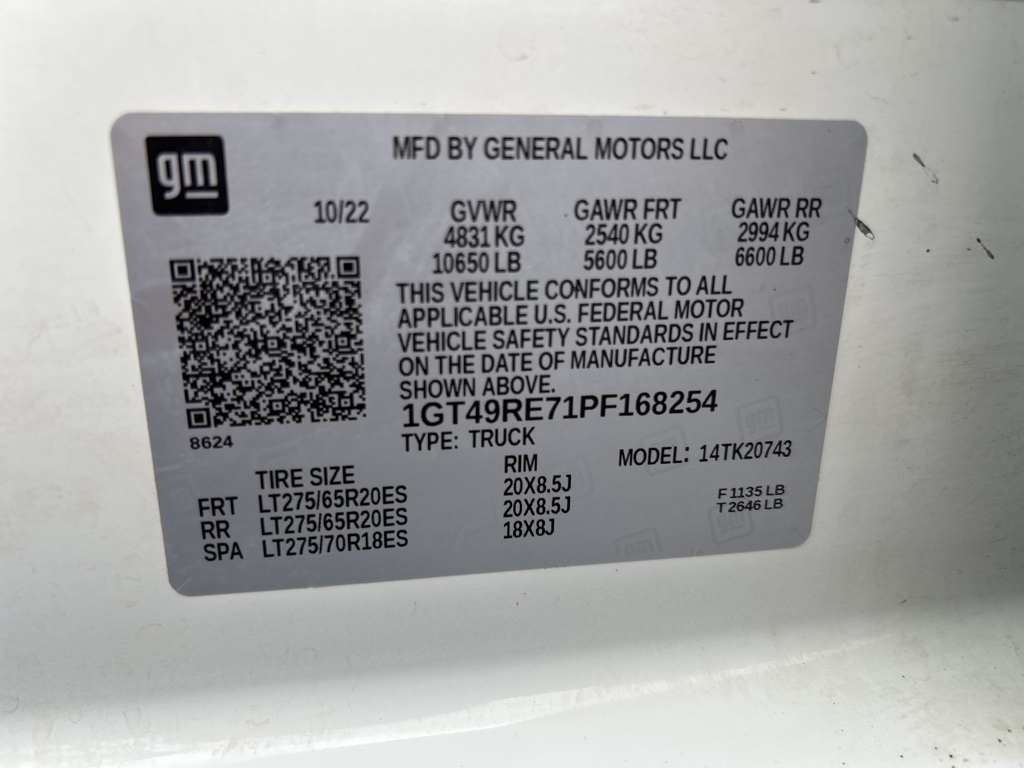 gm
MFD BY GENERAL MOTORS LLC
10/22 GVWR GAWR FRT GAWR RR
4831 KG 2540 KG 2994 KG
10650 LB 5600 LB 6600 LB
THIS VEHICLE CONFORMS TO ALL
APPLICABLE U.S. FEDERAL MOTOR
VEHICLE SAFETY STANDARDS IN EFFECT
ON THE DATE OF MANUFACTURE
SHOWN ABOVE.
1GT49RE71PF168254
8624
TYPE: TRUCK MODEL: 14TK20743
TIRE SIZE RIM
FRT LT275/65R20ES 20X8.5J F 1135 LB
RR LT275/65R20ES 20X8.5J T 2646 LB
SPA LT275/70R18ES 18X8J